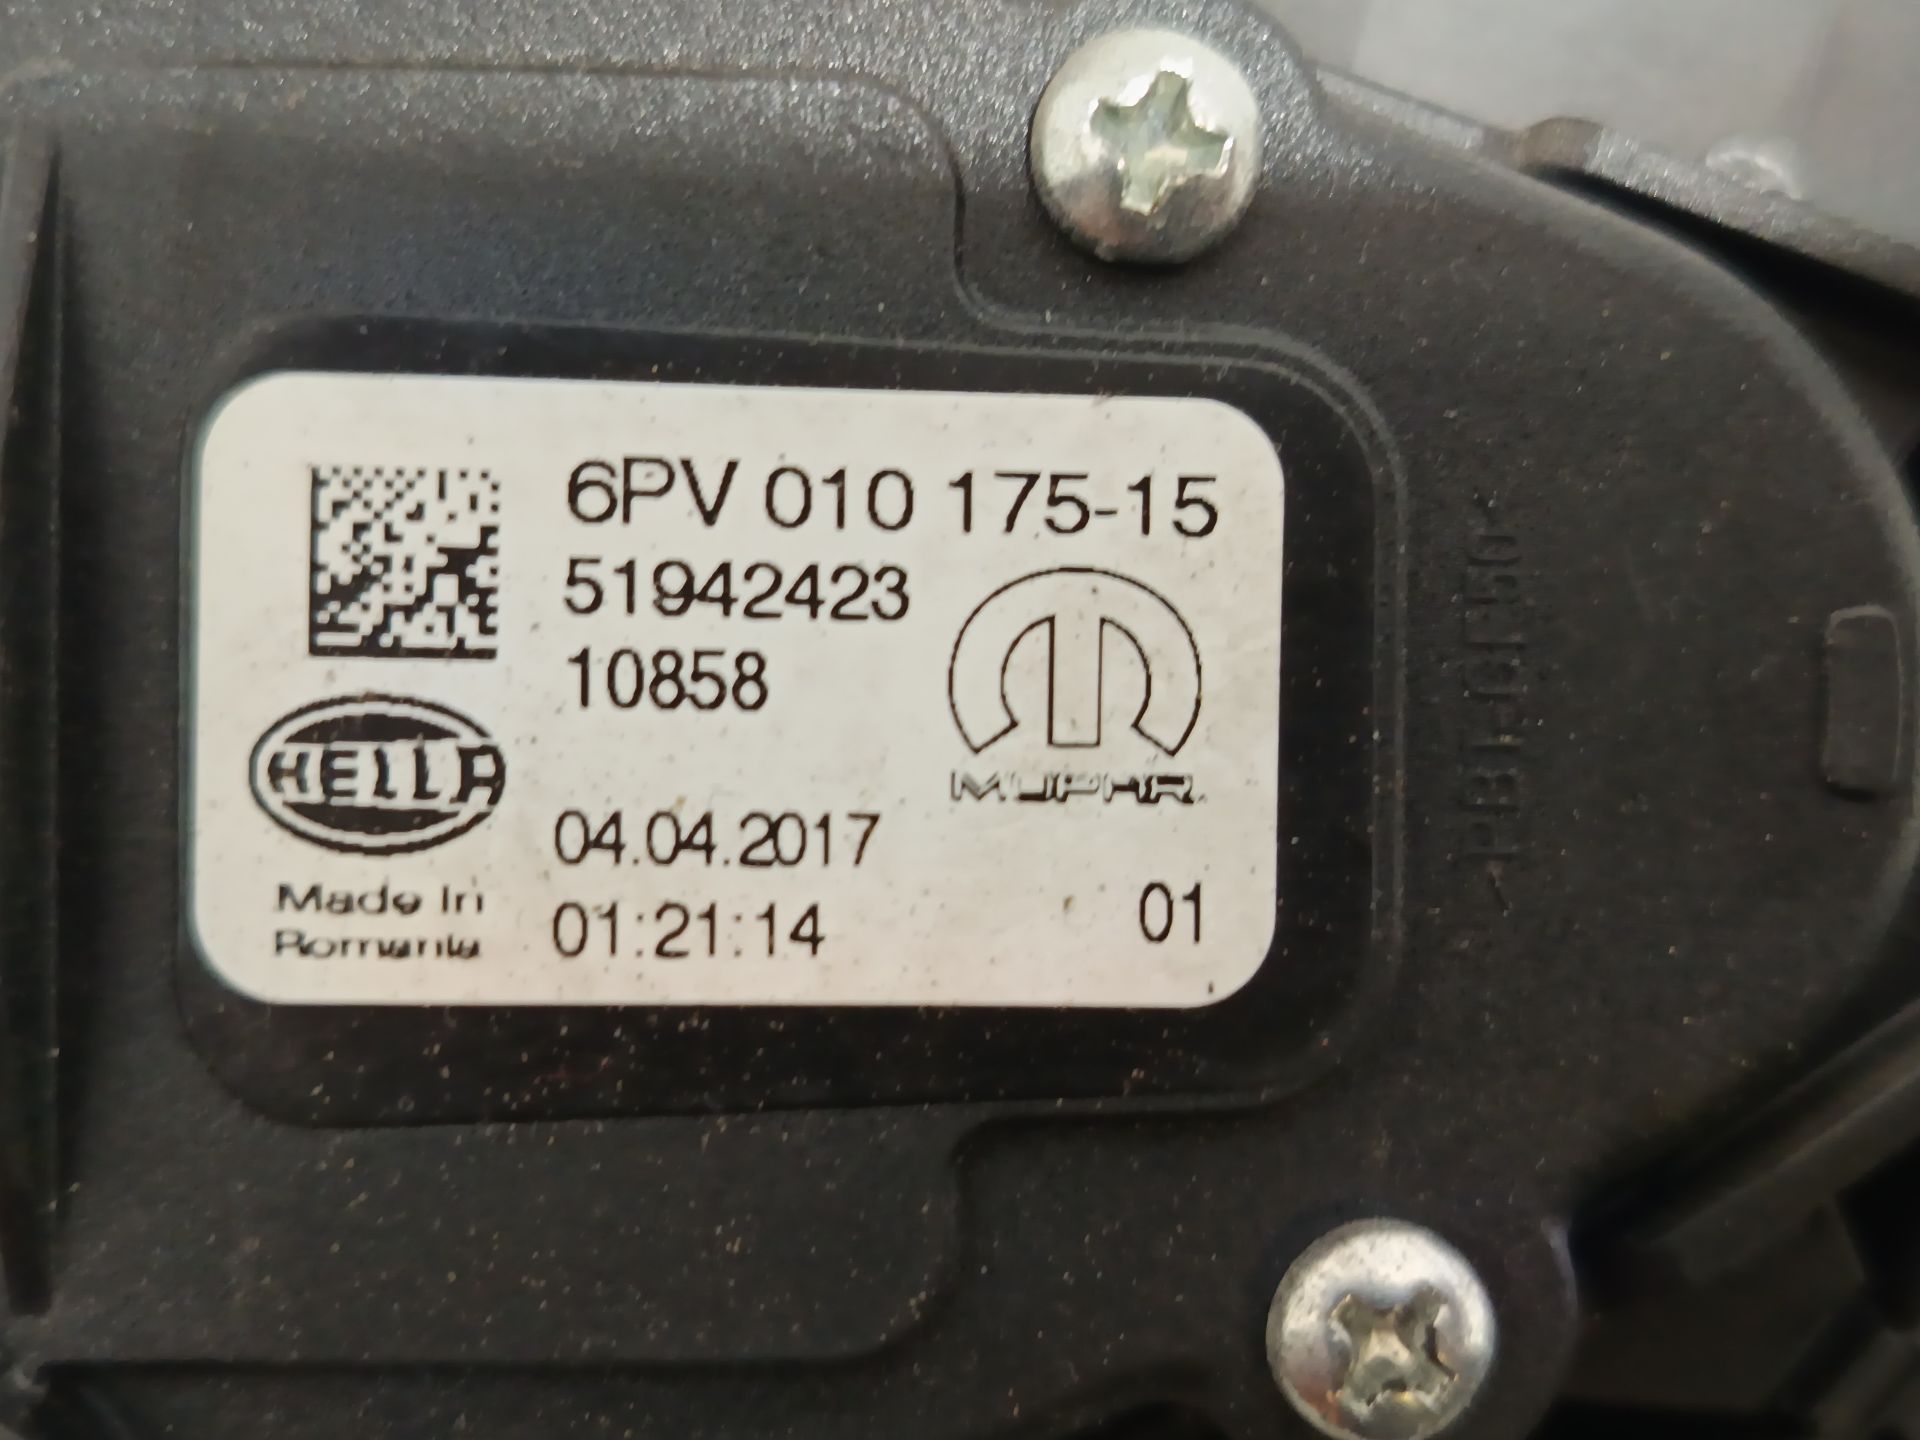 6PV 010 175-15
51942423
10858
HELLA
MOPAR.
04.04.2017
Made In
Romania
01:21:14
01